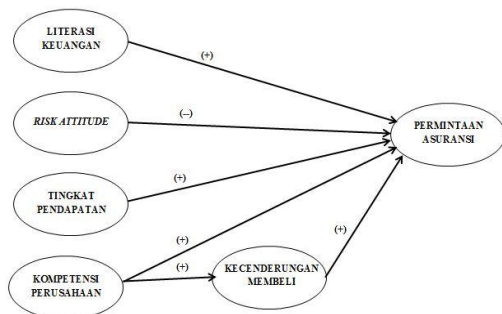 LITERASI
KEUANGAN
(+)
RISK ATTITUDE
(–)
PERMINTAAN
ASURANSI
TINGKAT
PENDAPATAN
(+)
(+)
(+)
(+)
KOMPETENSI
PERUSAHAAN
KECENDERUNGAN
MEMBELI